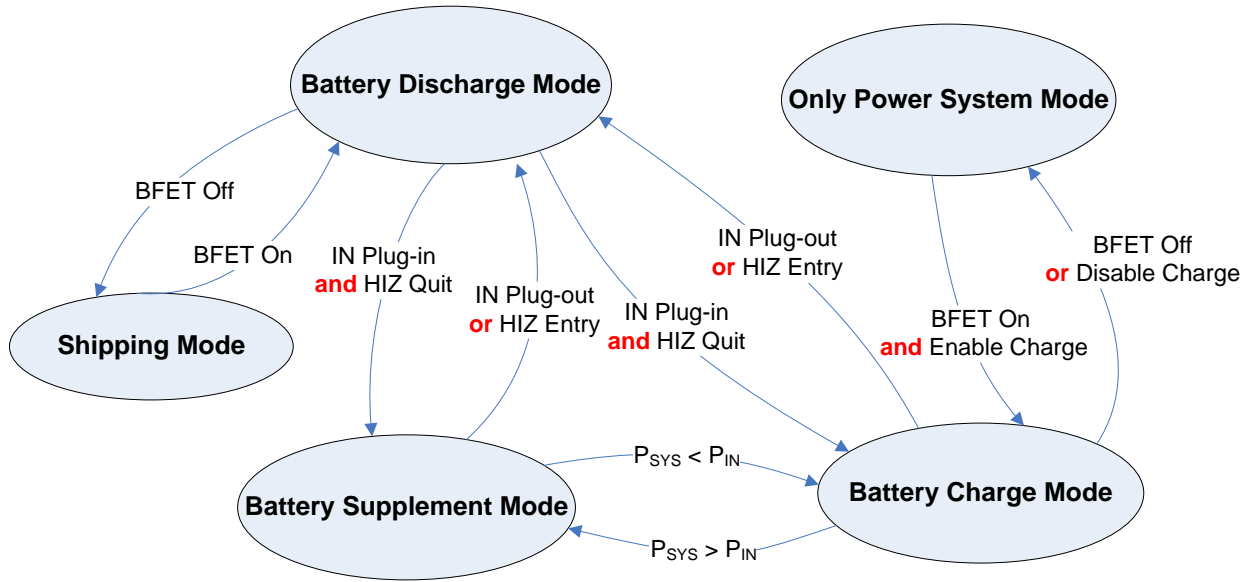 Battery Discharge Mode
Only Power System Mode
BFET Off
BFET On
IN Plug-in
and HIZ Quit
IN Plug-out
or HIZ Entry
IN Plug-in
and HIZ Quit
IN Plug-out
or HIZ Entry
BFET On
and Enable Charge
BFET Off
or Disable Charge
Shipping Mode
PSYS < PIN
Battery Supplement Mode
Battery Charge Mode
PSYS > PIN